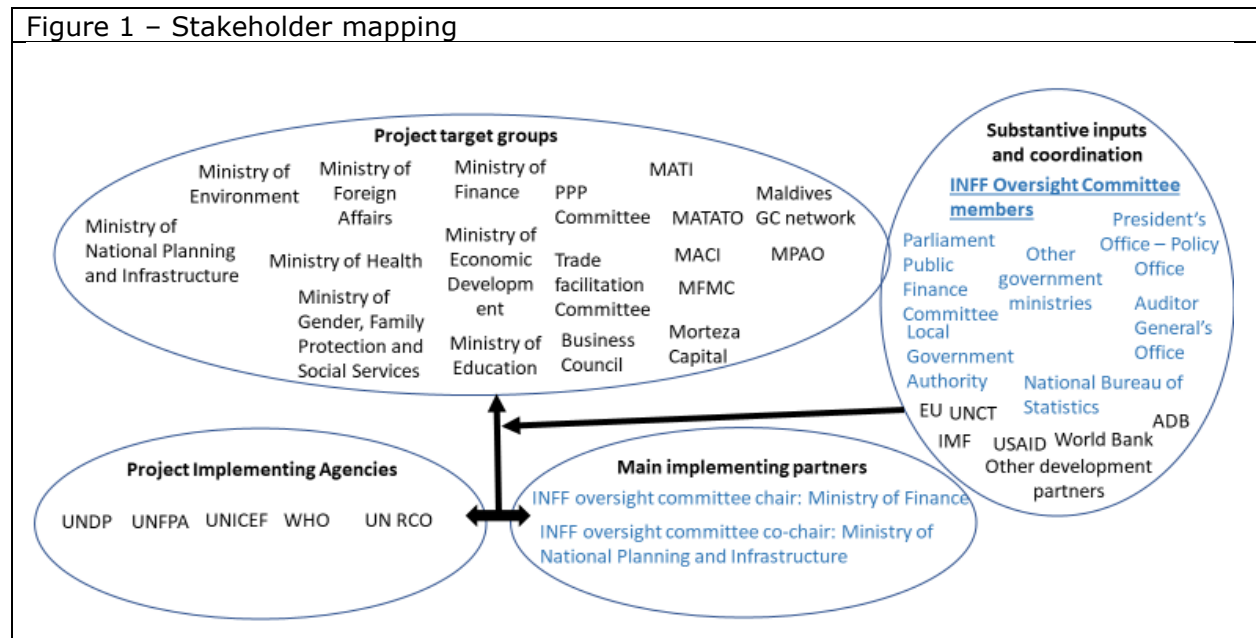 Figure 1 – Stakeholder mapping
Project target groups
Ministry of
Environment
Ministry of
Foreign
Affairs
Ministry of
Finance
MATI
PPP
Committee
Maldives
GC network
MATATO
Ministry of
National Planning
and Infrastructure
Ministry of Health
Ministry of
Economic
Developm
ent
Trade
facilitation
Committee
MACI
MPAO
MFMC
Ministry of
Gender, Family
Protection and
Social Services
Ministry of
Education
Business
Council
Morteza
Capital
Substantive inputs
and coordination
INFF Oversight Committee
members
Parliament
Public
Finance
Committee
Other
government
ministries
President's
Office – Policy
Office
Auditor
General's
Office
Local
Government
Authority
National Bureau of
Statistics
EU
UNCT
ADB
IMF
USAID
World Bank
Other development
partners
Project Implementing Agencies
UNDP
UNFPA
UNICEF
WHO
UN RCO
Main implementing partners
INFF oversight committee chair: Ministry of Finance
INFF oversight committee co-chair: Ministry of
National Planning and Infrastructure